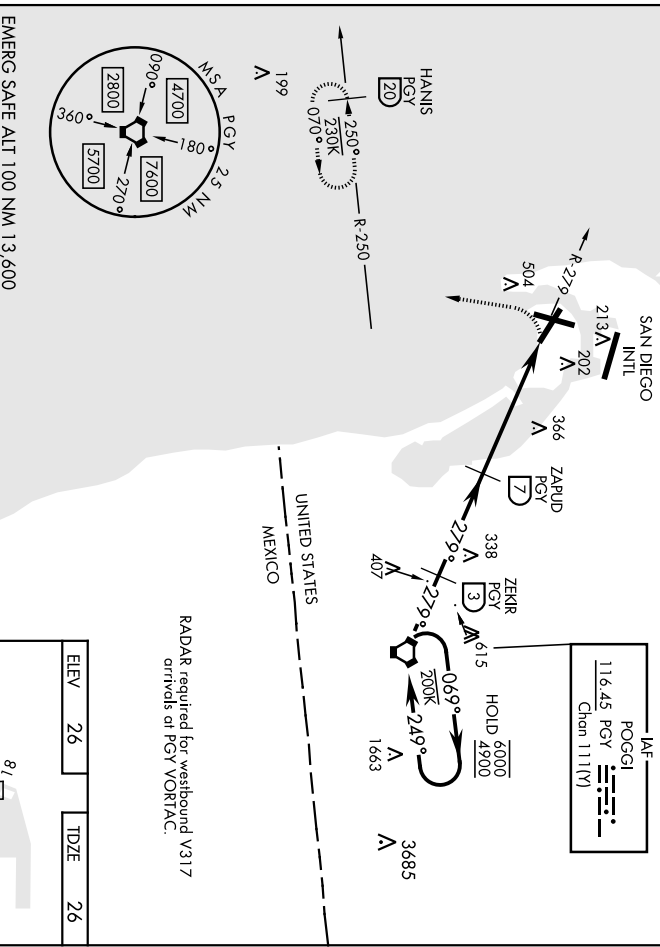 SAN DIEGO
INTL
HANIS
PGY
20
199
250°
230K
070°
R-250
R-279
504
213
202
366
ZAPUD
PGY
7
279°
338
ZEKIR
PGY
3
407
279°
615
IAF
POGGI
116.45 PGY
Chan 111(Y)
HOLD 6000
4900
069°
200K
249°
1663
3685
UNITED STATES
MEXICO
RADAR required for westbound V317
arrivals at PGY VORTAC.
MSA PGY 25 NM
090°
4700
2800
180°
360°
7600
5700
270°
EMERG SAFE ALT 100 NM 13,600
ELEV 26
TDZE 26